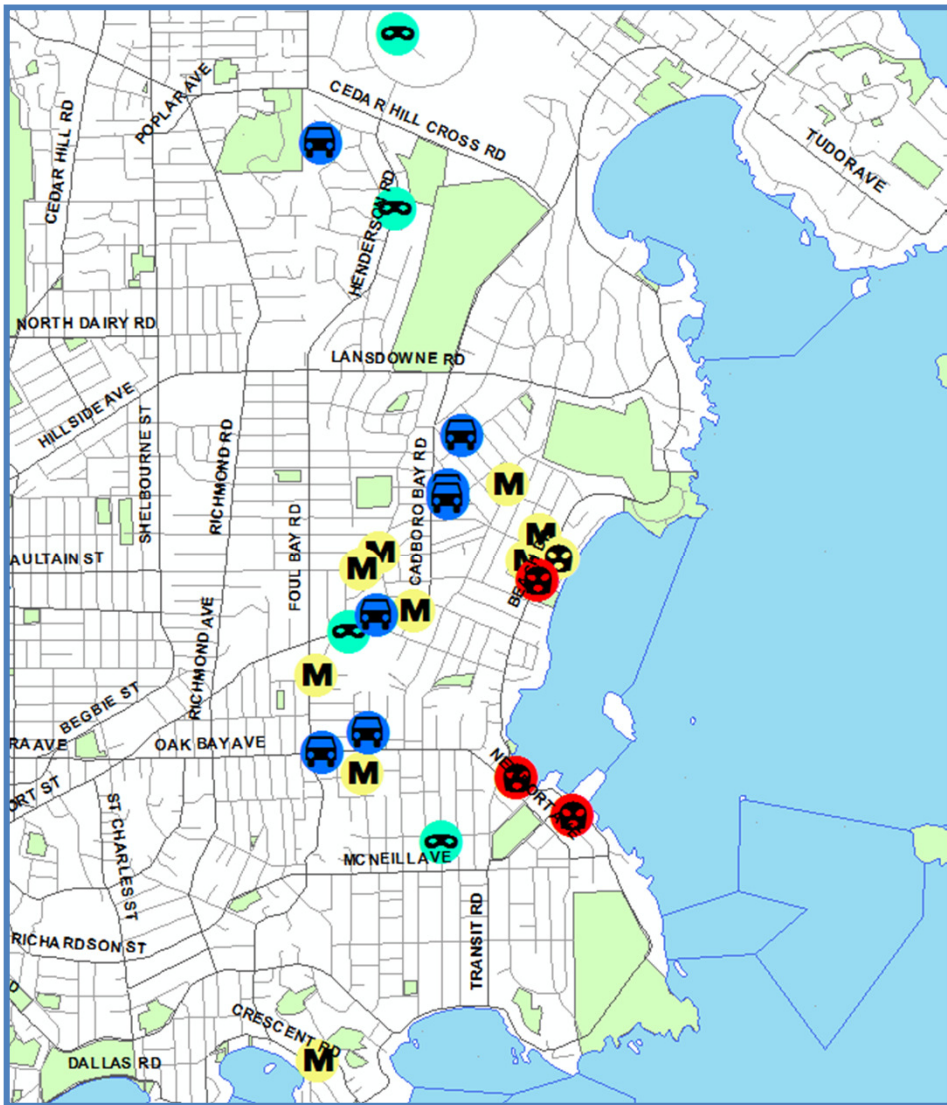 CEDAR HILL CROSS RD
POPLAR AVE
CEDAR HILL RD
TUDOR AVE
HENDERSON RD
NORTH DAIRY RD
LANSDOWNE RD
HILLSIDE AVE
SHELBOURNE ST
RICHMOND RD
CADBORO BAY RD
M
FOUL BAY RD
M
M
M
M
AULTAIN ST
M
RICHMOND AVE
M
BEGBIE ST
RA AVE
OAK BAY AVE
M
ORT ST
ST CHARLES ST
MCNEILL AVE
TRANSIT RD
RICHARDSON ST
CRESCENT RD
M
DALLAS RD